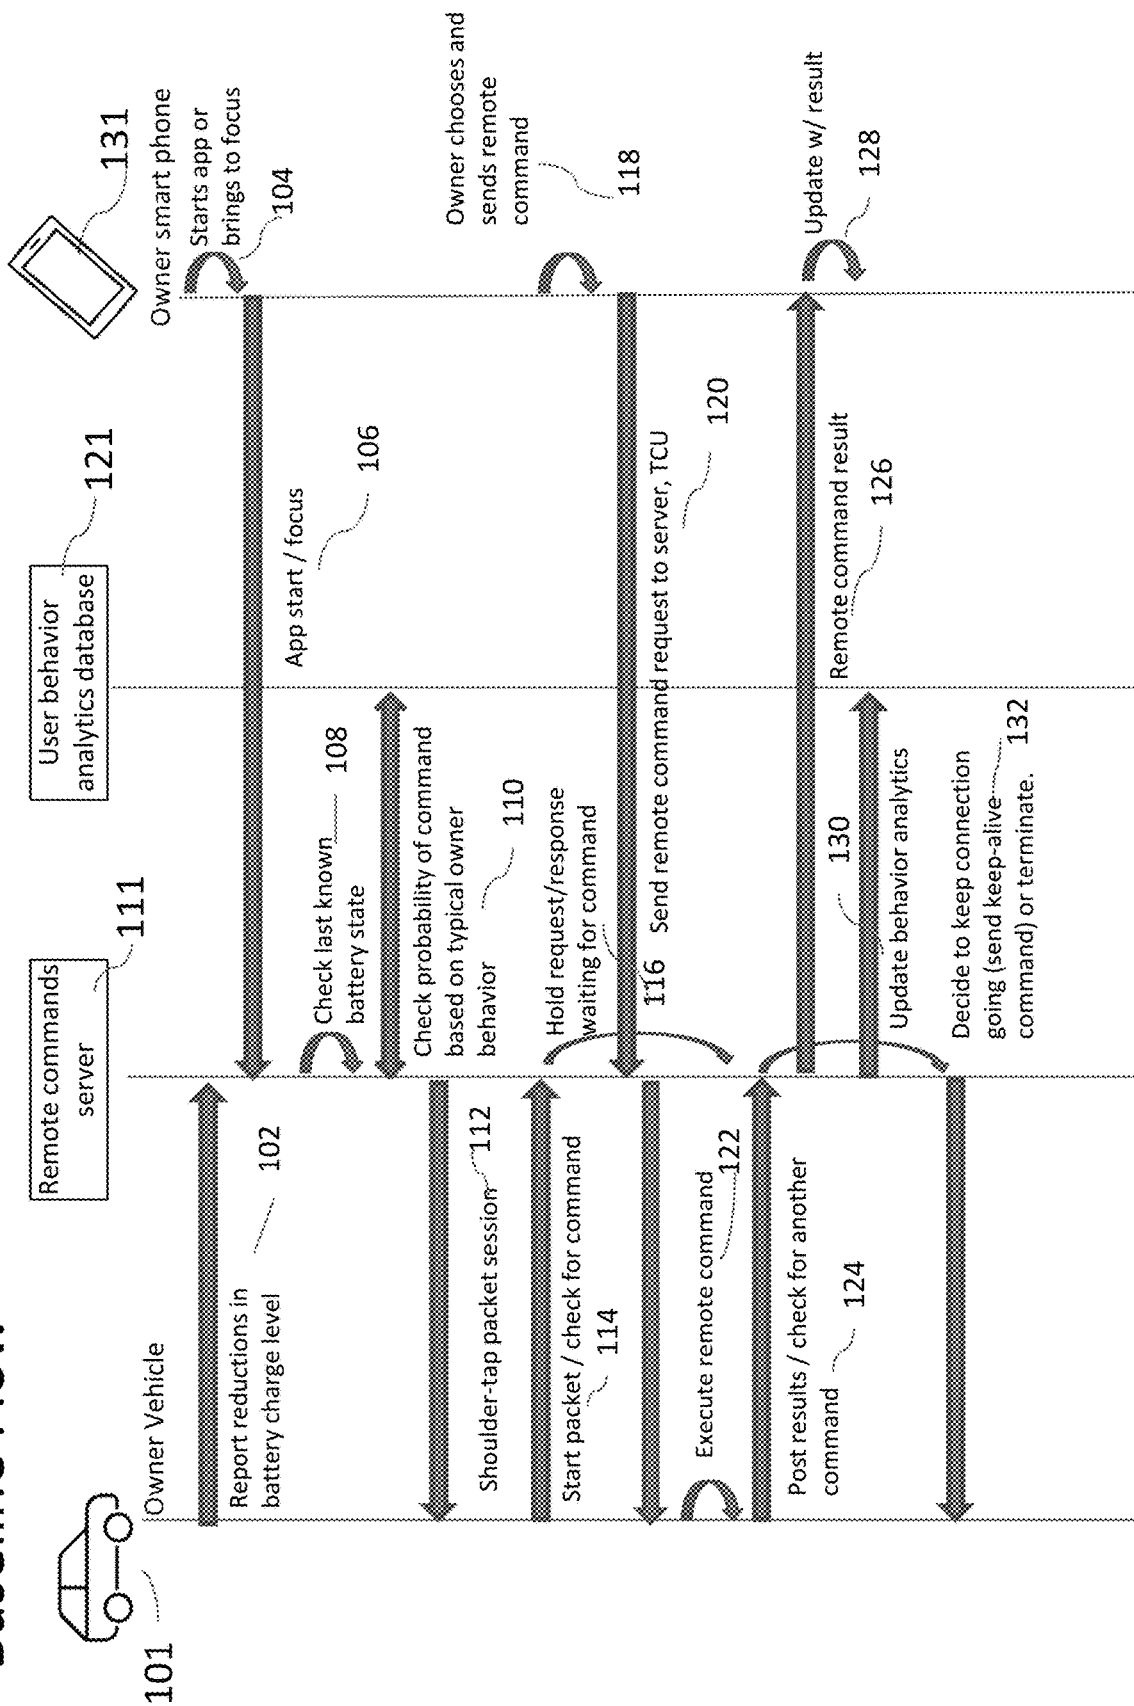 101
Owner Vehicle
Remote commands
server
111
User behavior
analytics database
121
131
Owner smart phone
Starts app or
brings to focus
104
Report reductions in
battery charge level
102
App start / focus
106
Check last known
battery state
108
Check probability of command
based on typical owner
behavior
110
Shoulder-tap packet session
112
Start packet / check for command
114
Hold request/response
waiting for command
116
Owner chooses and
sends remote
command
118
Send remote command request to server, TCU
120
Execute remote command
122
Post results / check for another
command
124
Remote command result
126
Update w/ result
128
130
Update behavior analytics
Decide to keep connection
going (send keep-alive
command) or terminate.
132